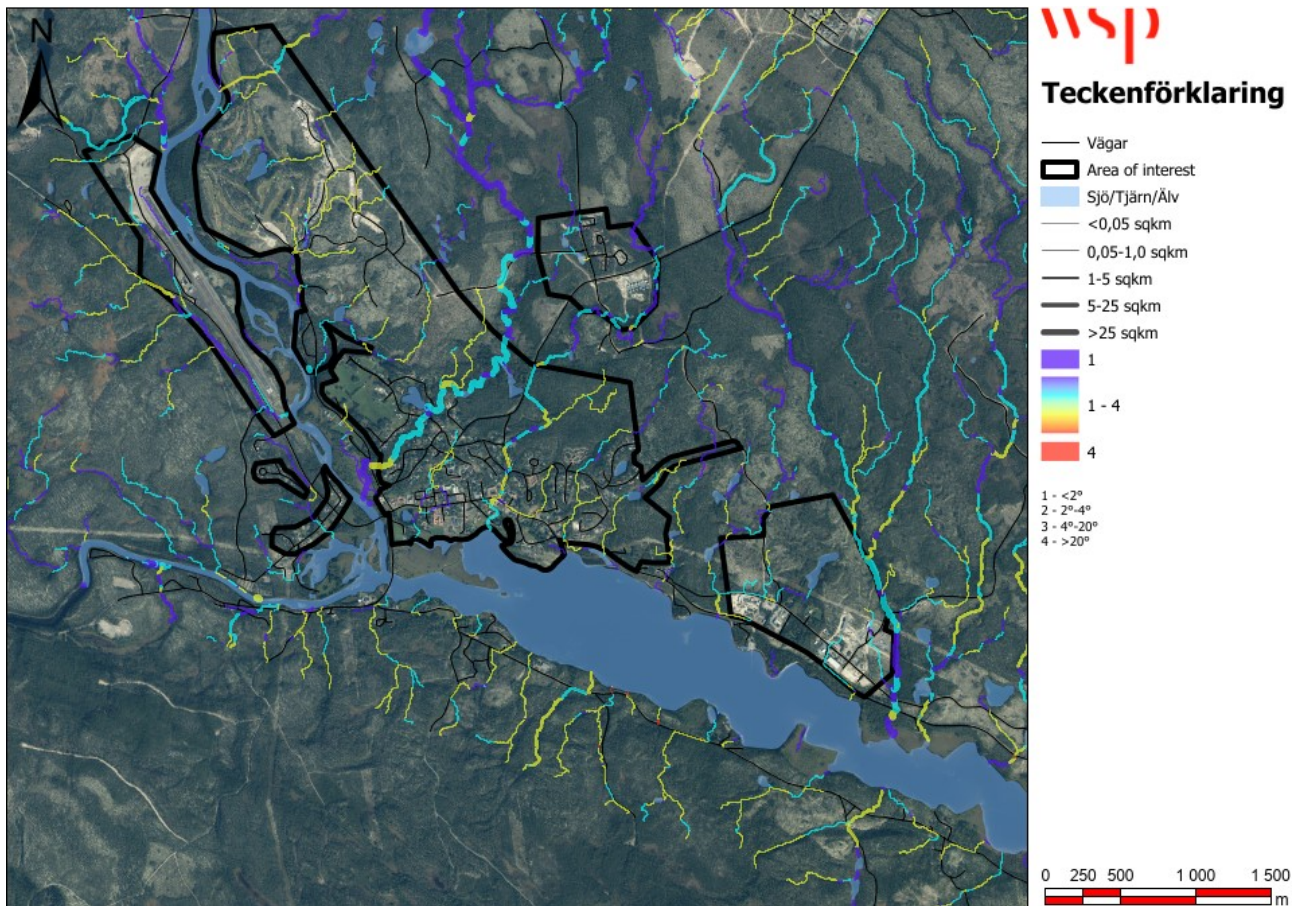 N
wsp
Teckenförklaring
Vägar
Area of interest
Sjö/Tjärn/Älv
<0,05 sqkm
0,05-1,0 sqkm
1-5 sqkm
5-25 sqkm
>25 sqkm
1
1 - 4
4
1 - <2°
2 - 2°-4°
3 - 4°-20°
4 - >20°
0 250 500 1 000 1 500
m